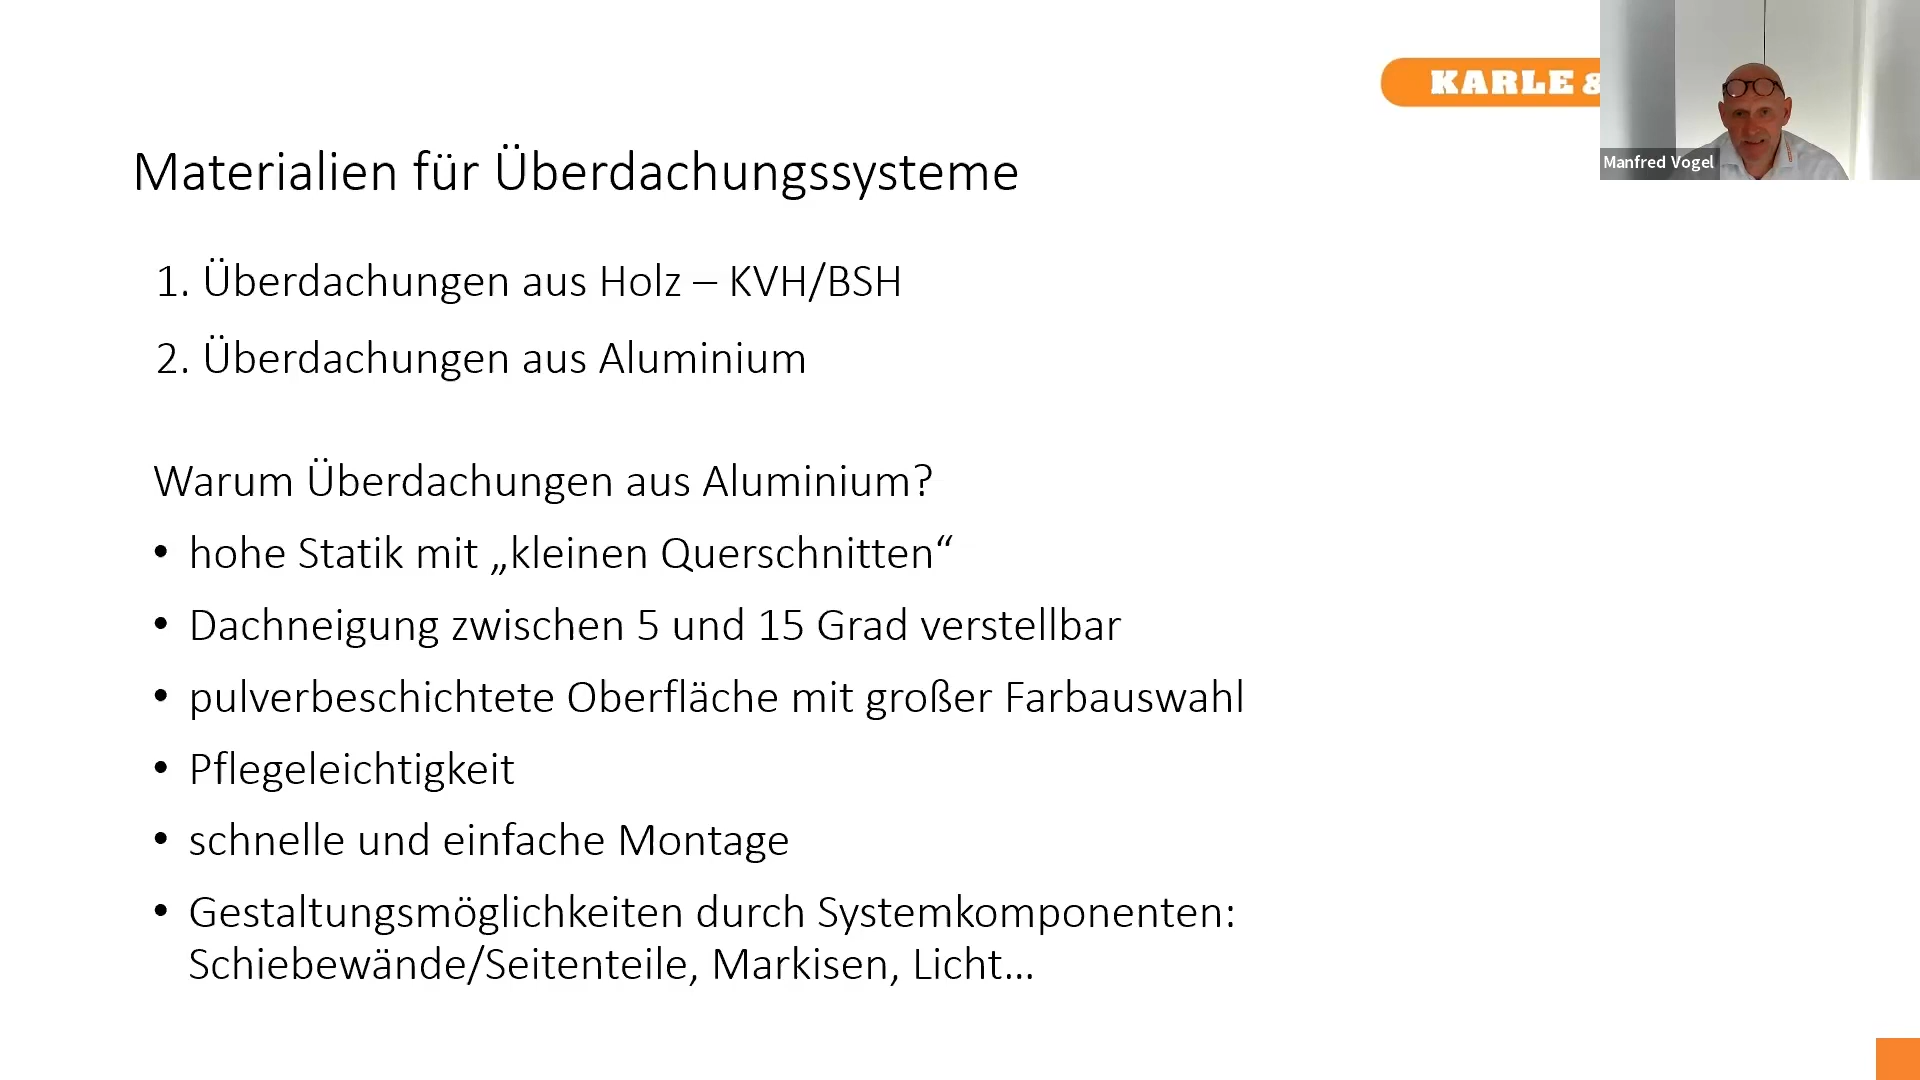 KARLE &
Manfred Vogel
Materialien für Überdachungssysteme
1. Überdachungen aus Holz – KVH/BSH
2. Überdachungen aus Aluminium
Warum Überdachungen aus Aluminium?
• hohe Statik mit „kleinen Querschnitten“
• Dachneigung zwischen 5 und 15 Grad verstellbar
• pulverbeschichtete Oberfläche mit großer Farbauswahl
• Pflegeleichtigkeit
• schnelle und einfache Montage
• Gestaltungsmöglichkeiten durch Systemkomponenten:
Schiebewände/Seitenteile, Markisen, Licht…